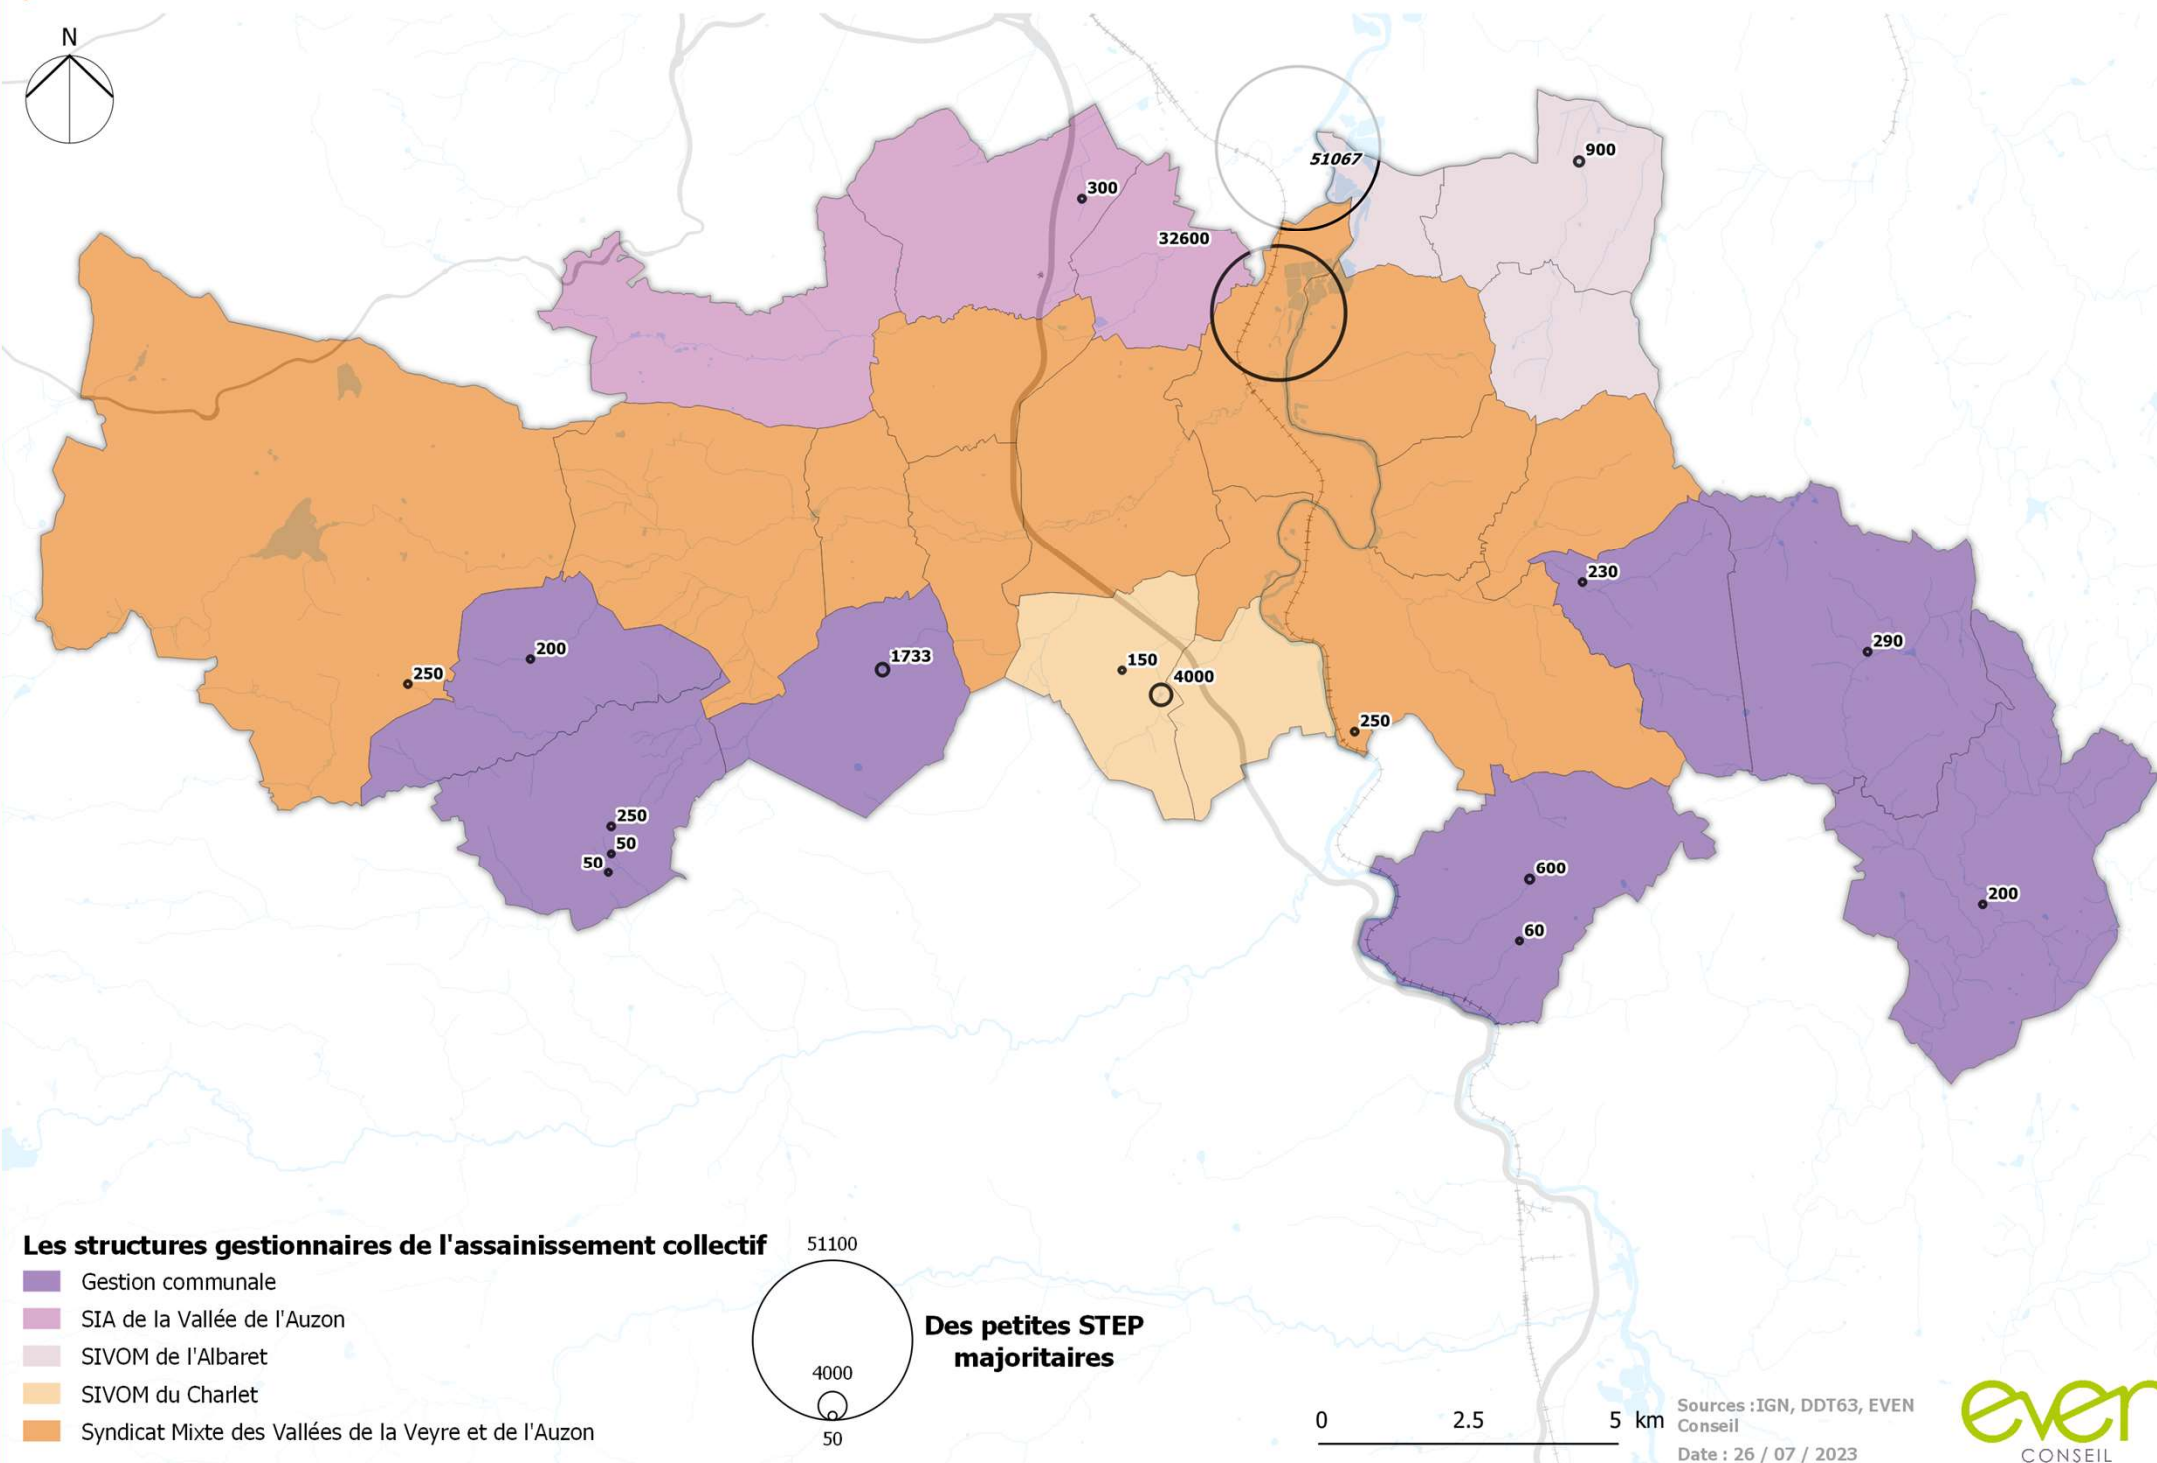 N
51067
900
300
32600
230
290
200
1733
150
250
4000
250
250
50
50
600
60
200
Les structures gestionnaires de l'assainissement collectif
Gestion communale
SIA de la Vallée de l'Auzon
SIVOM de l'Albaret
SIVOM du Charlet
Syndicat Mixte des Vallées de la Veyre et de l'Auzon
51100
4000
50
Des petites STEP
majoritaires
0 2.5 5 km
Sources :IGN, DDT63, EVEN
Conseil
Date : 26 / 07 / 2023
ever
CONSEIL